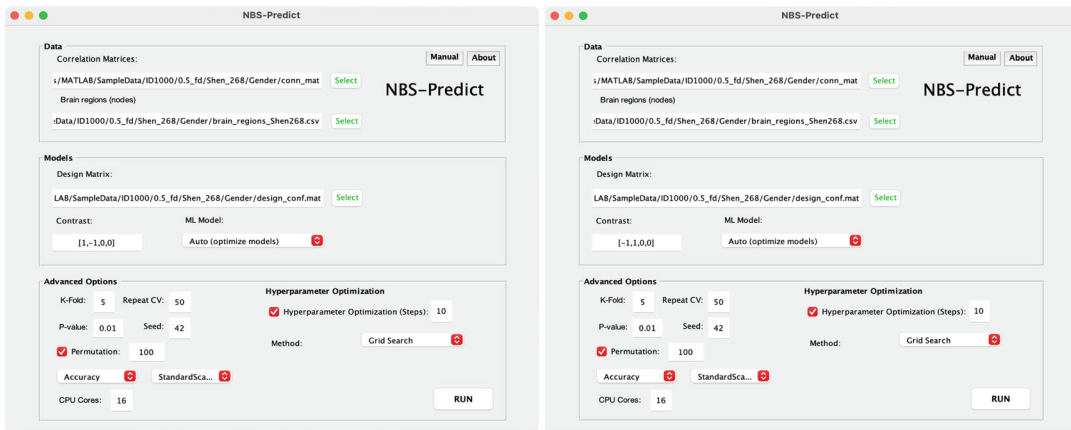 NBS-Predict
Data
Correlation Matrices:
Manual About
s/MATLAB/SampleData/ID1000/0.5_fd/Shen_268/Gender/conn_mat Select
NBS-Predict
Brain regions (nodes)
:Data/ID1000/0.5_fd/Shen_268/Gender/brain_regions_Shen268.csv Select
Models
Design Matrix:
LAB/SampleData/ID1000/0.5_fd/Shen_268/Gender/design_conf.mat Select
Contrast: ML Model:
[1,-1,0,0] Auto (optimize models)
Advanced Options
Hyperparameter Optimization
K-Fold: 5 Repeat CV: 50
Hyperparameter Optimization (Steps): 10
P-value: 0.01 Seed: 42
Method: Grid Search
Permutation: 100
Accuracy StandardSca...
CPU Cores: 16
RUN
NBS-Predict
Data
Correlation Matrices:
Manual About
s/MATLAB/SampleData/ID1000/0.5_fd/Shen_268/Gender/conn_mat Select
NBS-Predict
Brain regions (nodes)
:Data/ID1000/0.5_fd/Shen_268/Gender/brain_regions_Shen268.csv Select
Models
Design Matrix:
LAB/SampleData/ID1000/0.5_fd/Shen_268/Gender/design_conf.mat Select
Contrast: ML Model:
[-1,1,0,0] Auto (optimize models)
Advanced Options
Hyperparameter Optimization
K-Fold: 5 Repeat CV: 50
Hyperparameter Optimization (Steps): 10
P-value: 0.01 Seed: 42
Method: Grid Search
Permutation: 100
Accuracy StandardSca...
CPU Cores: 16
RUN